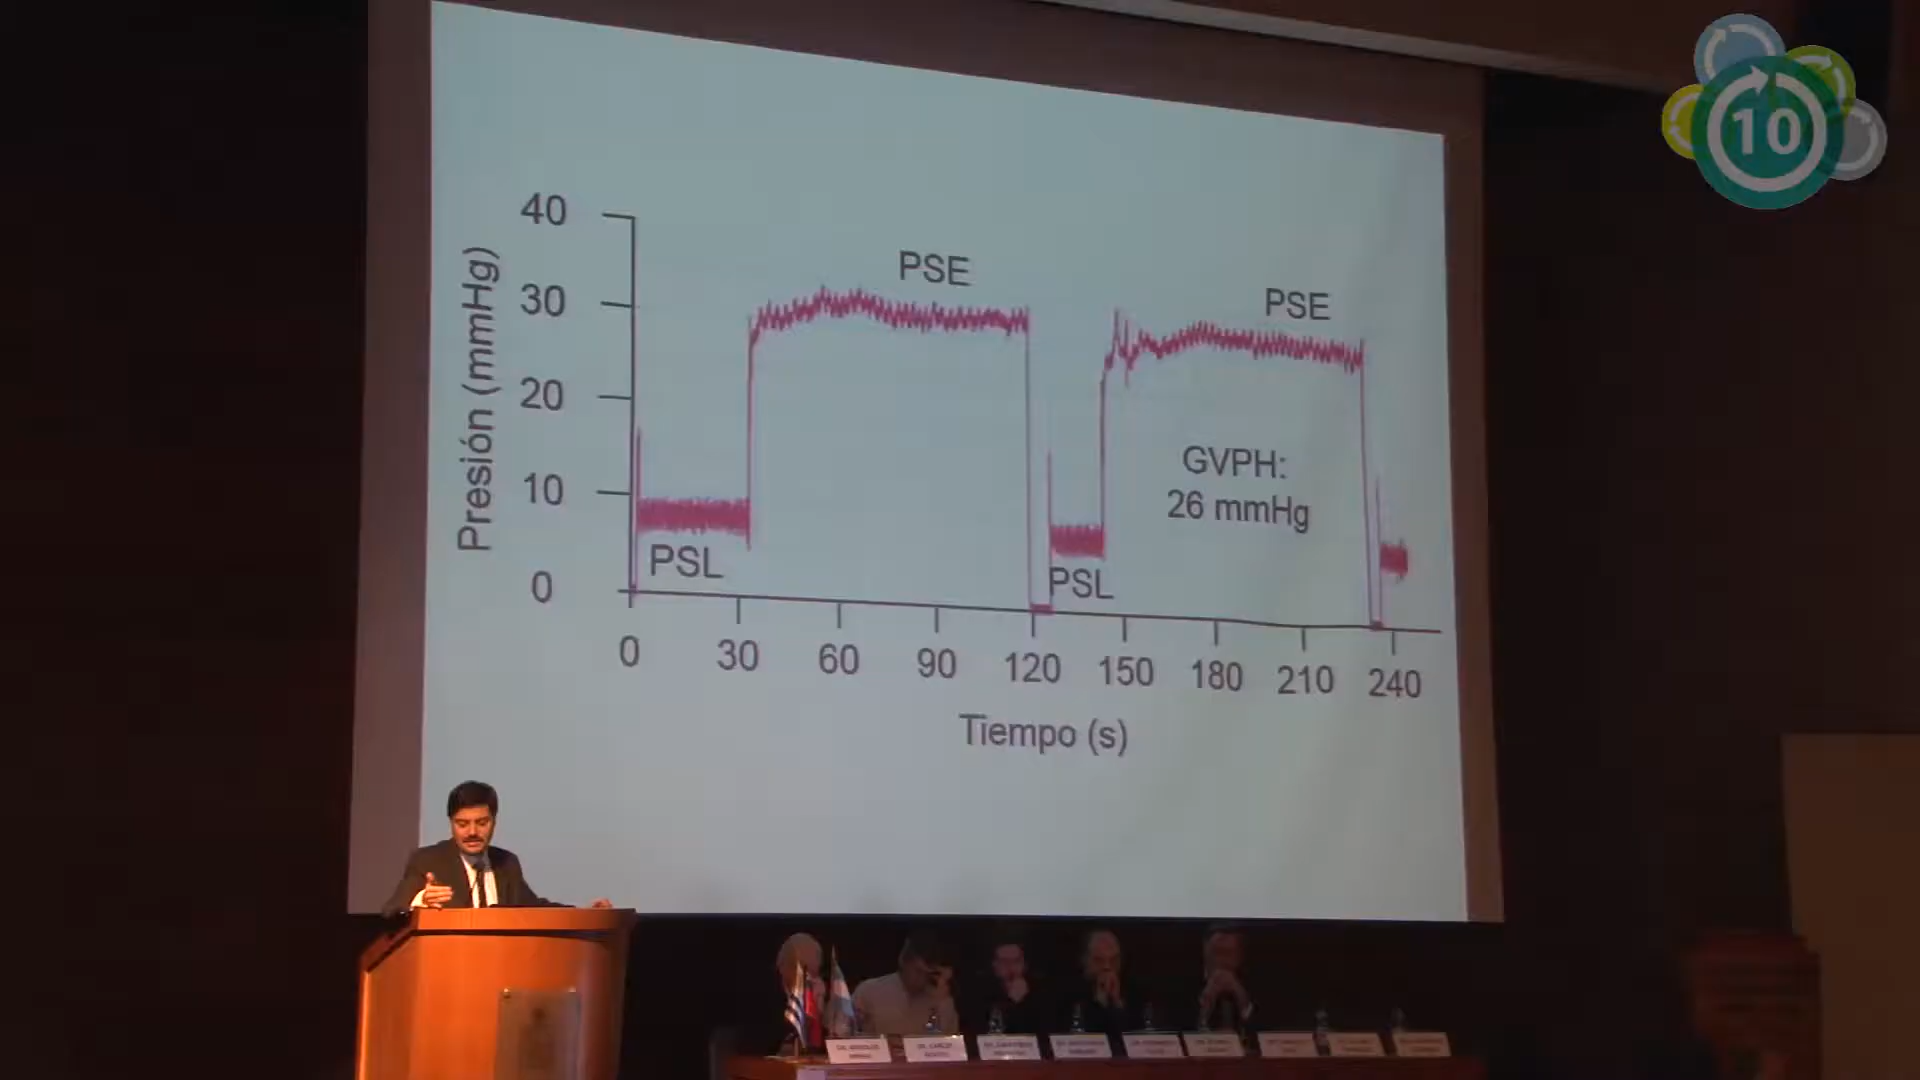 10
40
30
20
10
0
Presión (mmHg)
PSE
PSE
GVPH:
26 mmHg
PSL
PSL
0 30 60 90 120 150 180 210 240
Tiempo (s)